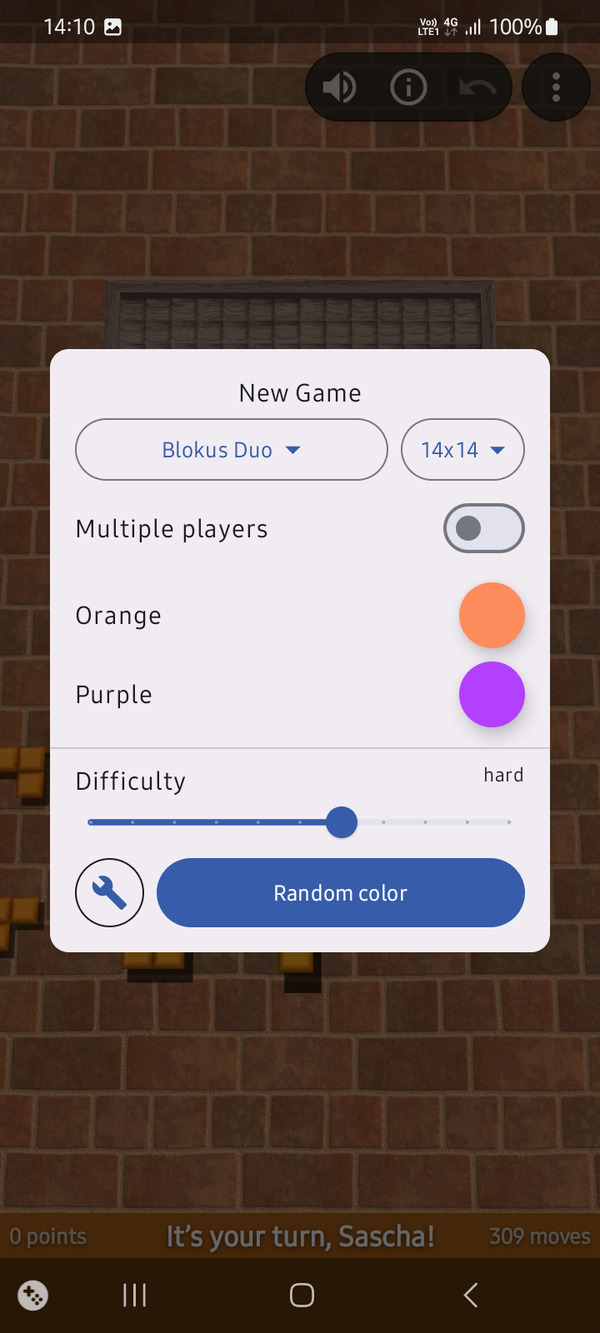 14:10
Vo)) 4G 100%
LTE1
New Game
Blokus Duo 14x14
Multiple players
Orange
Purple
Difficulty hard
Random color
0 points It's your turn, Sascha! 309 moves